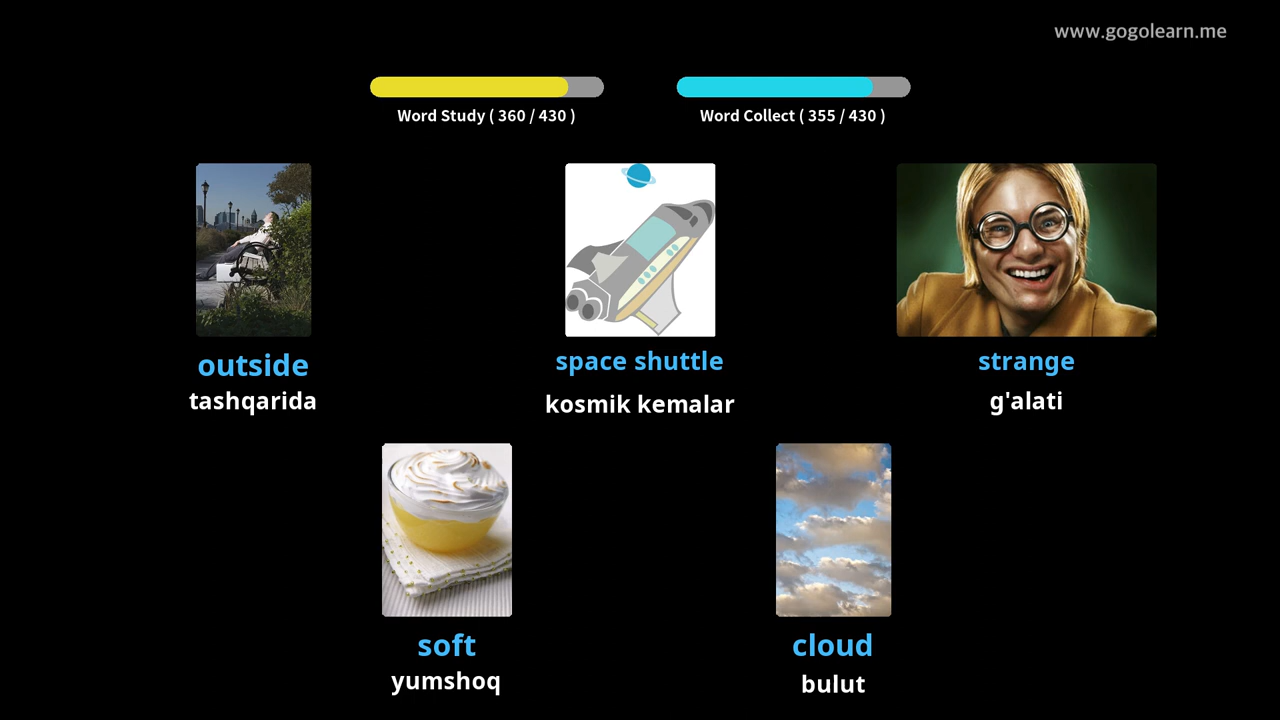 www.gogolearn.me
Word Study ( 360 / 430 )
Word Collect ( 355 / 430 )
outside
tashqarida
space shuttle
kosmik kemalar
strange
g'alati
soft
yumshoq
cloud
bulut